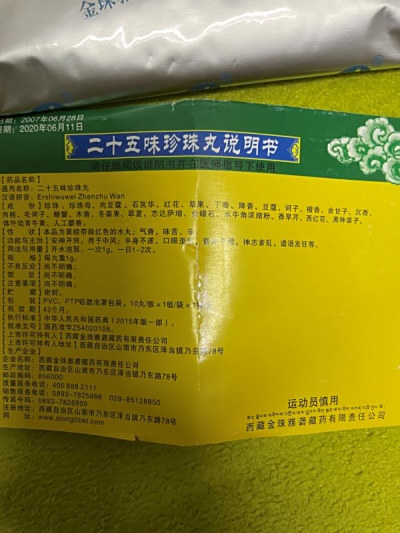 金珠
日期：2007年06月28日
日期：2020年06月11日
二十五味珍珠丸说明书
请仔细阅读说明书并在医师指导下使用
【药品名称】
通用名称：二十五味珍珠丸
汉语拼音：Ershiwuwei Zhenzhu Wan
【成 份】珍珠、珍珠母、肉豆蔻、石灰华、红花、草果、丁香、降香、豆蔻、诃子、檀香、余甘子、沉香、
肉桂、毛诃子、螃蟹、木香、冬葵果、荜茇、志达萨增、金礞石、水牛角浓缩粉、香旱芹、西红花、黑种草子、
体外培育牛黄、人工麝香。
【性 状】本品为黄棕带微红色的水丸；气香，味苦、辛
【功能与主治】安神开窍。用于中风；半身不遂，口眼歪斜，昏迷不醒，神志紊乱，谵语发狂等。
【用法与用量】开水泡服。一次1g，一日1~2次。
【规 格】每丸重1g。
【不良反应】尚不明确。
【禁 忌】尚不明确。
【注意事项】尚不明确。
【贮 藏】密封。
【包 装】PVC，PTP铝箔泡罩包装。10丸/板×1板/袋×1
【有 效 期】42个月。
【执行标准】中华人民共和国药典（2015年版一部）。
【批准文号】国药准字Z54020108。
【上市许可持有人】西藏金珠雅砻藏药有限责任公司
【上市许可持有人地址】西藏自治区山南市乃东区泽当镇乃东路78号
【生产企业】
企业名称：西藏金珠雅砻藏药有限责任公司
生产地址：西藏自治区山南市乃东区泽当镇乃东路78号
邮政编码：856000
质量服务电话：400 888 2111
销售服务电话：0893-7825888 028-85128850
传真号码：0893-7826999
注册地址：西藏自治区山南市乃东区泽当镇乃东路78号
运动员慎用
西藏金珠雅砻藏药有限责任公司